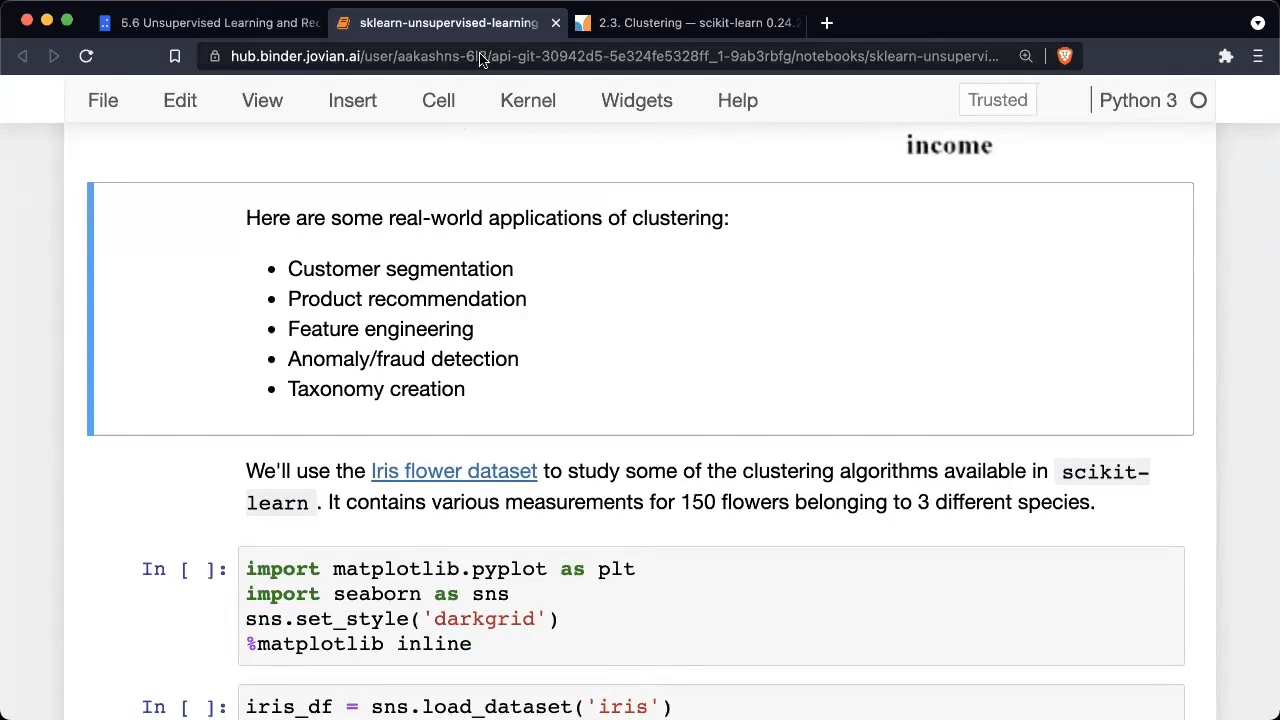 5.6 Unsupervised Learning and Rec
sklearn-unsupervised-learning
2.3. Clustering — scikit-learn 0.24.
hub.binder.jovian.ai/user/aakashns-6l3/api-git-30942d5-5e324fe5328ff_1-9ab3rbfg/notebooks/sklearn-unsupervi...
File Edit View Insert Cell Kernel Widgets Help Trusted Python 3
income
Here are some real-world applications of clustering:
• Customer segmentation
• Product recommendation
• Feature engineering
• Anomaly/fraud detection
• Taxonomy creation
We'll use the Iris flower dataset to study some of the clustering algorithms available in scikit-
learn . It contains various measurements for 150 flowers belonging to 3 different species.
In [ ]: import matplotlib.pyplot as plt
import seaborn as sns
sns.set_style('darkgrid')
%matplotlib inline
In [ ]: iris_df = sns.load_dataset('iris')